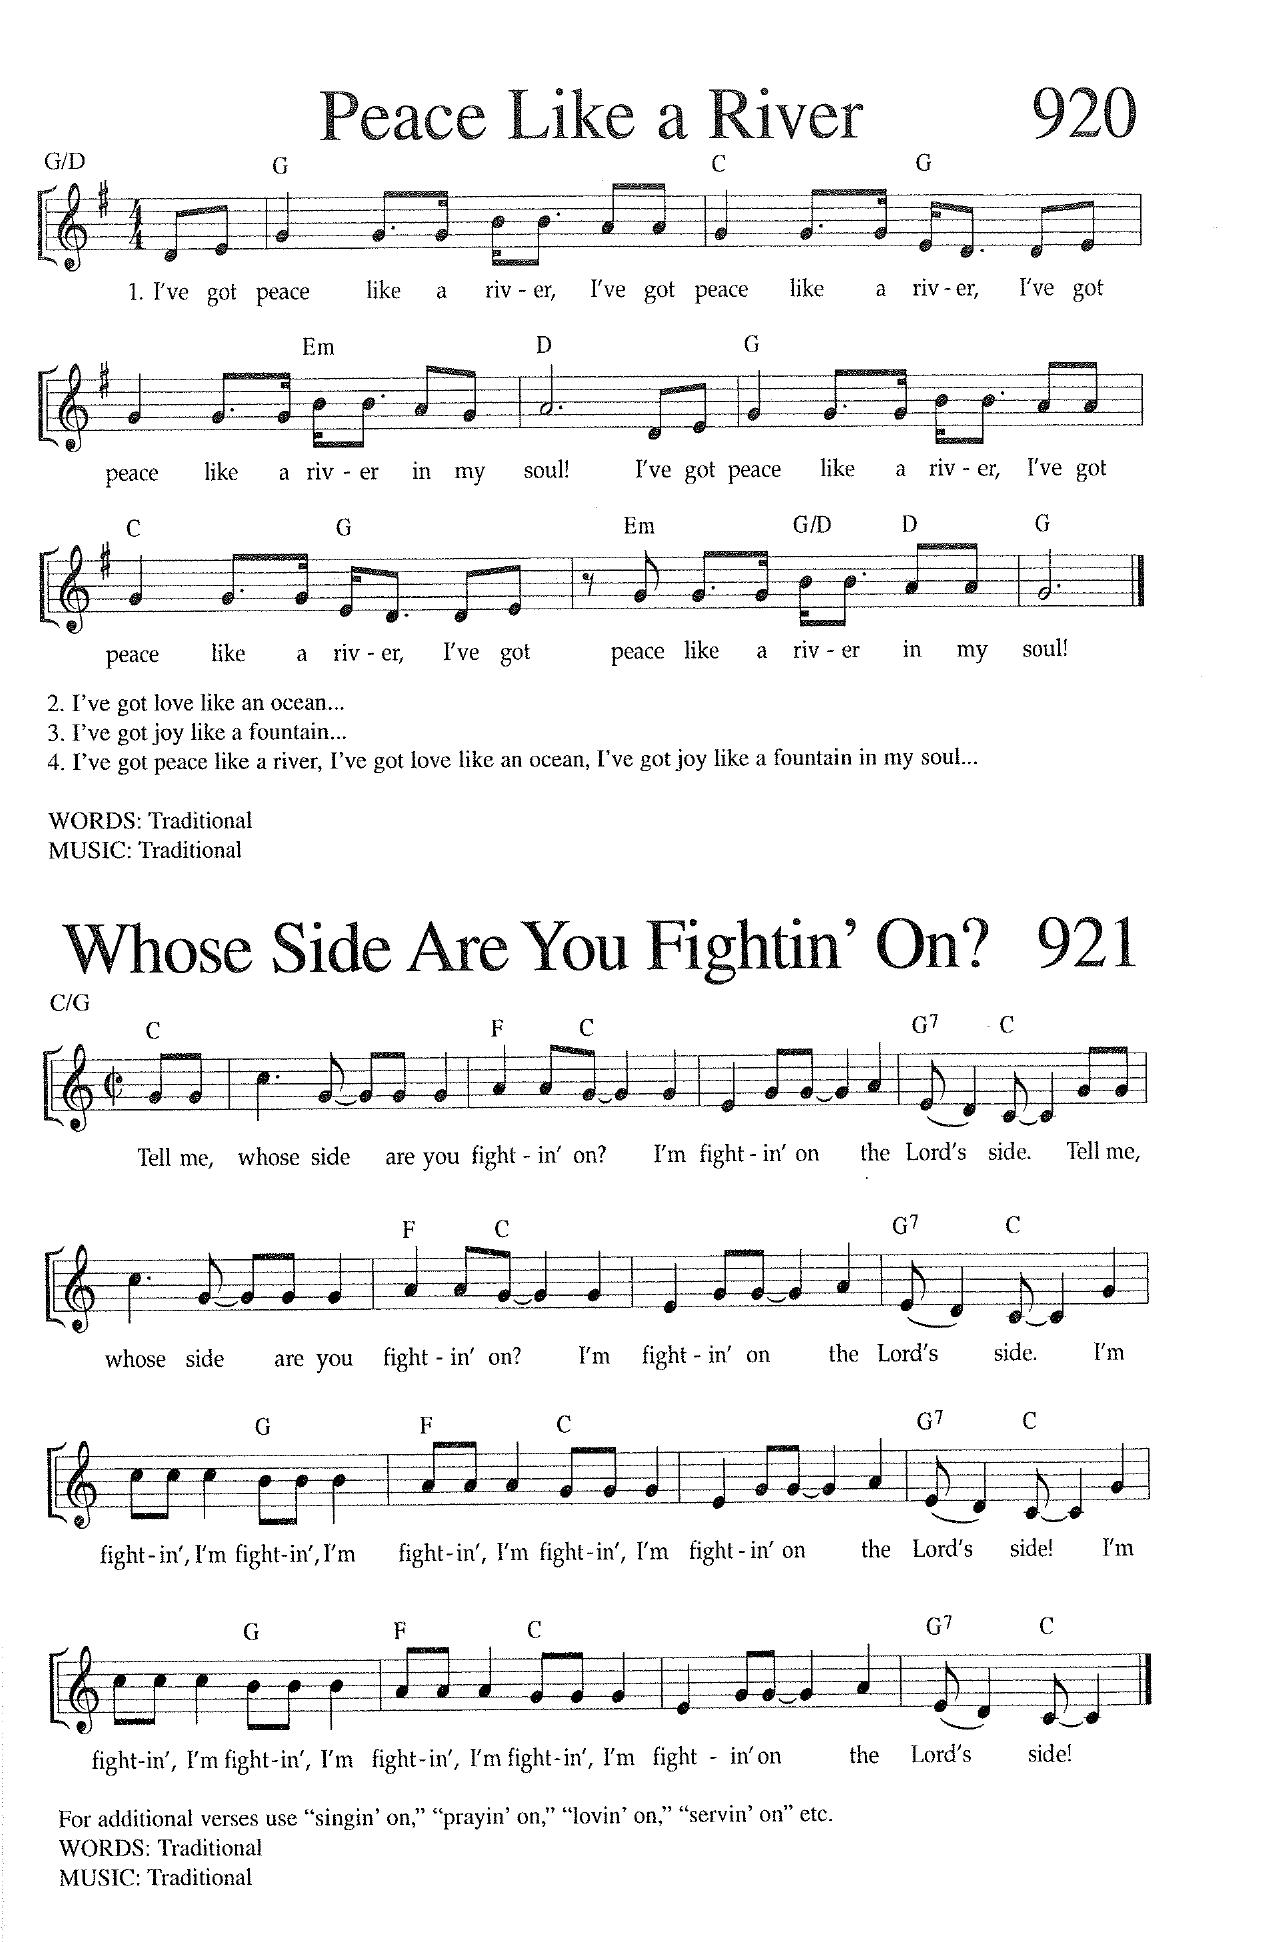 Peace Like a River 920
G/D G C G
1. I've got peace like a riv - er, I've got peace like a riv - er, I've got
Em D G
peace like a riv - er in my soul! I've got peace like a riv - er, I've got
C G Em G/D D G
peace like a riv - er, I've got peace like a riv - er in my soul!
2. I've got love like an ocean...
3. I've got joy like a fountain...
4. I've got peace like a river, I've got love like an ocean, I've got joy like a fountain in my soul...
WORDS: Traditional
MUSIC: Traditional
Whose Side Are You Fightin' On? 921
C/G
C F C G7 C
Tell me, whose side are you fight - in' on? I'm fight - in' on the Lord's side. Tell me,
F C G7 C
whose side are you fight - in' on? I'm fight - in' on the Lord's side. I'm
G F C G7 C
fight - in', I'm fight - in', I'm fight - in', I'm fight - in', I'm fight - in' on the Lord's side! I'm
G F C G7 C
fight - in', I'm fight - in', I'm fight - in', I'm fight - in', I'm fight - in' on the Lord's side!
For additional verses use "singin' on," "prayin' on," "lovin' on," "servin' on" etc.
WORDS: Traditional
MUSIC: Traditional